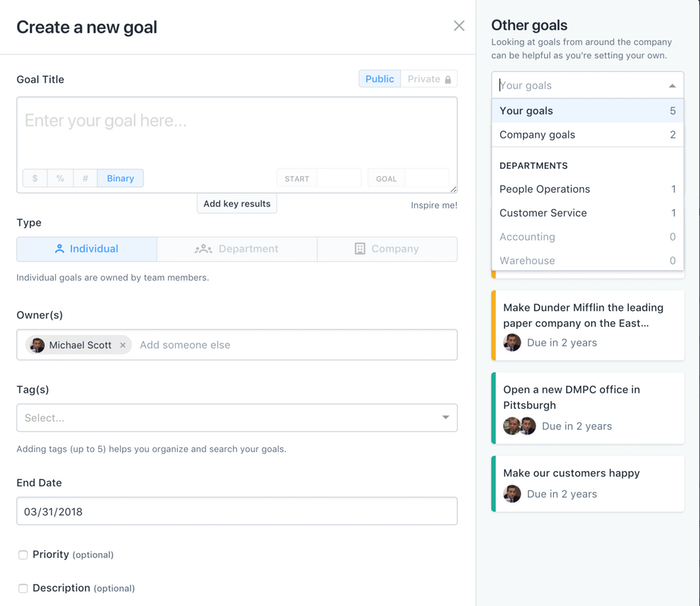 Create a new goal
Goal Title
Public
Private
Enter your goal here...
$
%
#
Binary
START
GOAL
Add key results
Inspire me!
Type
Individual
Department
Company
Individual goals are owned by team members.
Owner(s)
Michael Scott ×
Add someone else
Tag(s)
Select...
Adding tags (up to 5) helps you organize and search your goals.
End Date
03/31/2018
Priority (optional)
Description (optional)
Other goals
Looking at goals from around the company
can be helpful as you're setting your own.
Your goals
Your goals 5
Company goals 2
DEPARTMENTS
People Operations 1
Customer Service 1
Accounting 0
Warehouse 0
Make Dunder Mifflin the leading
paper company on the East...
Due in 2 years
Open a new DMPC office in
Pittsburgh
Due in 2 years
Make our customers happy
Due in 2 years